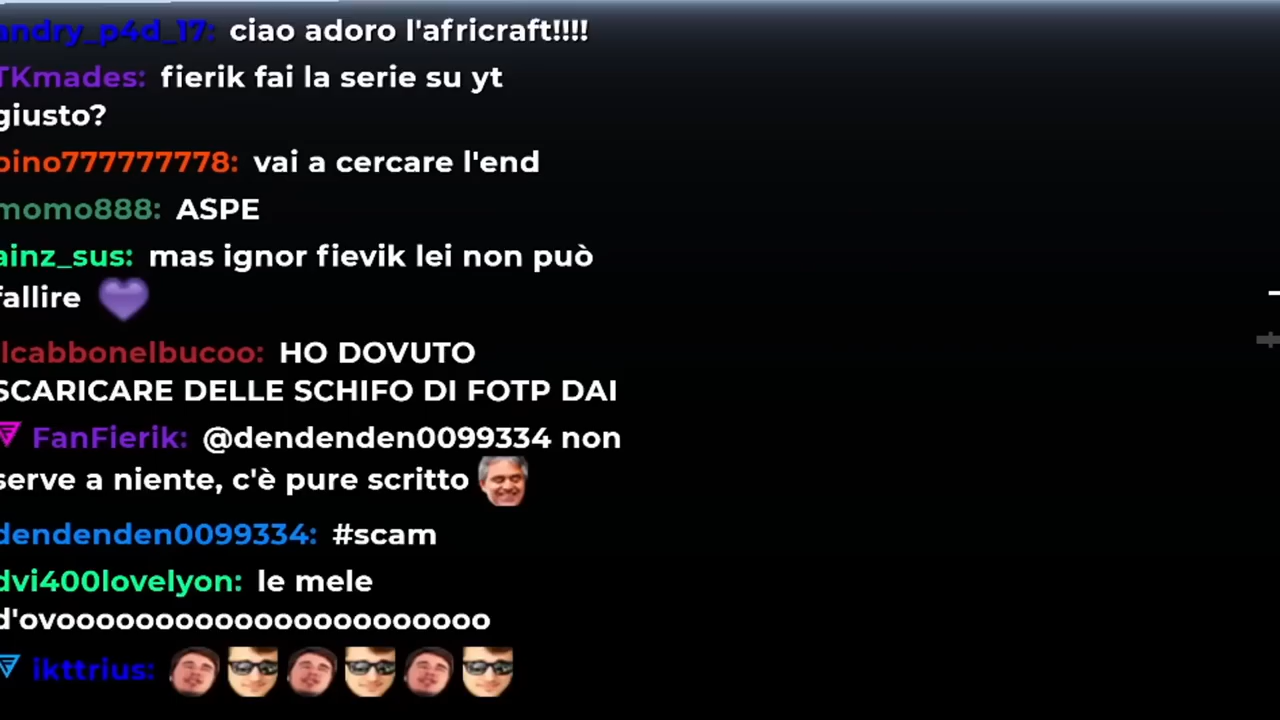 andry_p4d_17: ciao adoro l'africraft!!!!
TKmades: fierik fai la serie su yt
giusto?
pino777777778: vai a cercare l'end
momo888: ASPE
ainz_sus: mas ignor fievik lei non può
fallire
lcabbonelbucoo: HO DOVUTO
SCARICARE DELLE SCHIFO DI FOTP DAI
FanFierik: @dendenden0099334 non
serve a niente, c'è pure scritto
dendenden0099334: #scam
dvi400lovelyon: le mele
d'ovoooooooooooooooooooooo
ikttrius: